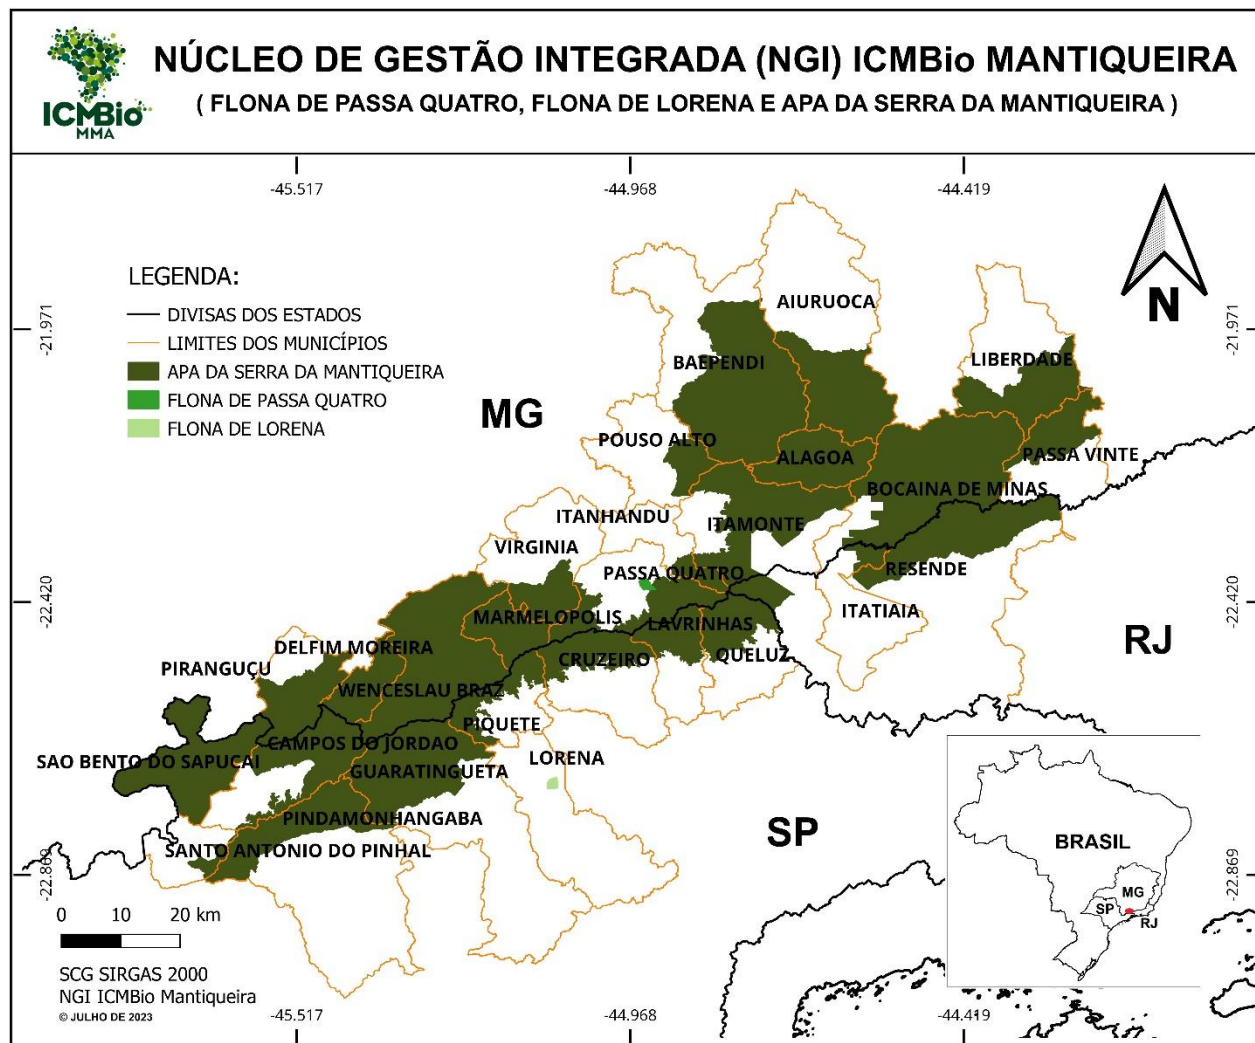 NÚCLEO DE GESTÃO INTEGRADA (NGI) ICMBio MANTIQUEIRA
( FLONA DE PASSA QUATRO, FLONA DE LORENA E APA DA SERRA DA MANTIQUEIRA )
ICMBio
MMA
-45.517
-44.968
-44.419
LEGENDA:
DIVISAS DOS ESTADOS
LIMITES DOS MUNICÍPIOS
APA DA SERRA DA MANTIQUEIRA
FLONA DE PASSA QUATRO
FLONA DE LORENA
N
-21.971
-21.971
AIURUOCA
BAEPENDI
LIBERDADE
MG
POUSO ALTO
ALAGOA
PASSA VINTE
BOCAINA DE MINAS
ITANHANDU
ITAMONTE
VIRGINIA
PASSA QUATRO
RESENDE
-22.420
-22.420
MARMELOPOLIS
LAVRINHAS
ITATIAIA
RJ
DELFIM MOREIRA
CRUZEIRO
QUELUZ
PIRANGUÇU
WENCESLAU BRAZ
PIQUETE
CAMPOS DO JORDAO
LORENA
SAO BENTO DO SAPUCAI
GUARATINGUETA
PINDAMONHANGABA
SP
SANTO ANTONIO DO PINHAL
-22.869
-22.869
BRASIL
MG
SP
RJ
0 10 20 km
SCG SIRGAS 2000
NGI ICMBio Mantiqueira
© JULHO DE 2023
-45.517
-44.968
-44.419